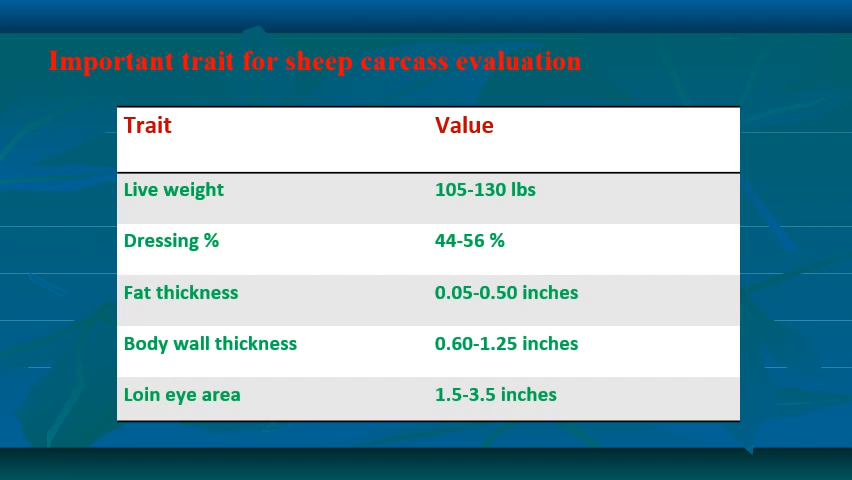 Important trait for sheep carcass evaluation
Trait Value
Live weight 105-130 lbs
Dressing % 44-56 %
Fat thickness 0.05-0.50 inches
Body wall thickness 0.60-1.25 inches
Loin eye area 1.5-3.5 inches